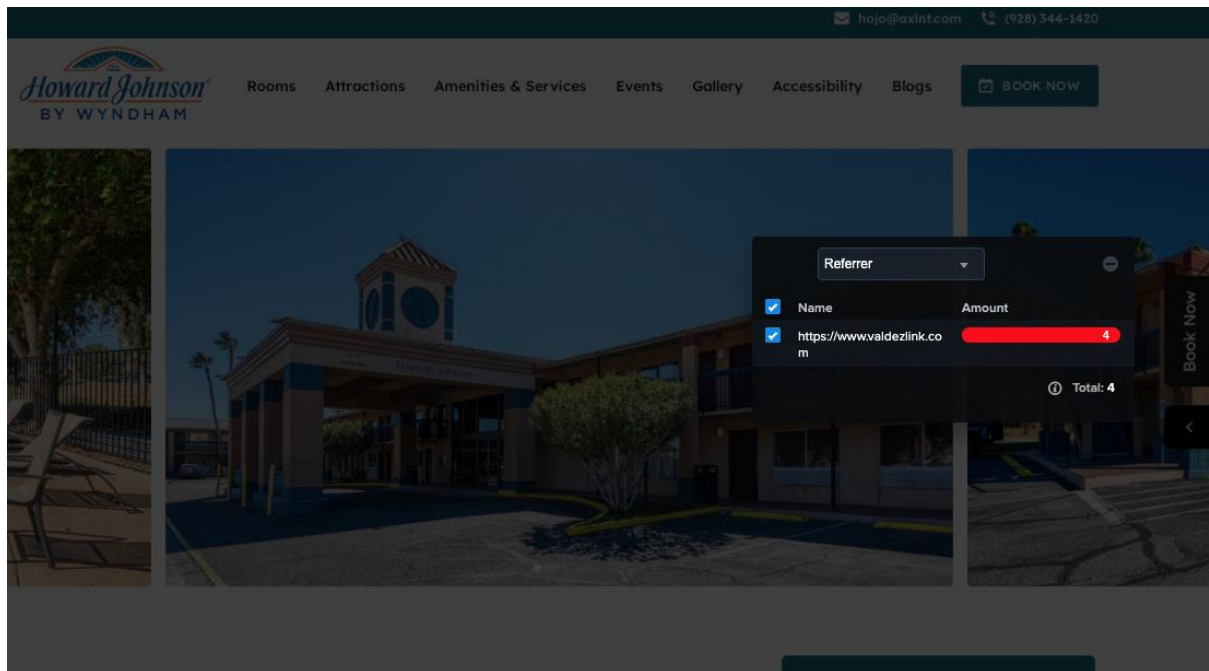 hojo@axlnt.com (928) 344-1420
Howard Johnson
BY WYNDHAM
Rooms Attractions Amenities & Services Events Gallery Accessibility Blogs BOOK NOW
Referrer
Name Amount
https://www.valdezlink.co
m
4
Total: 4
Book Now